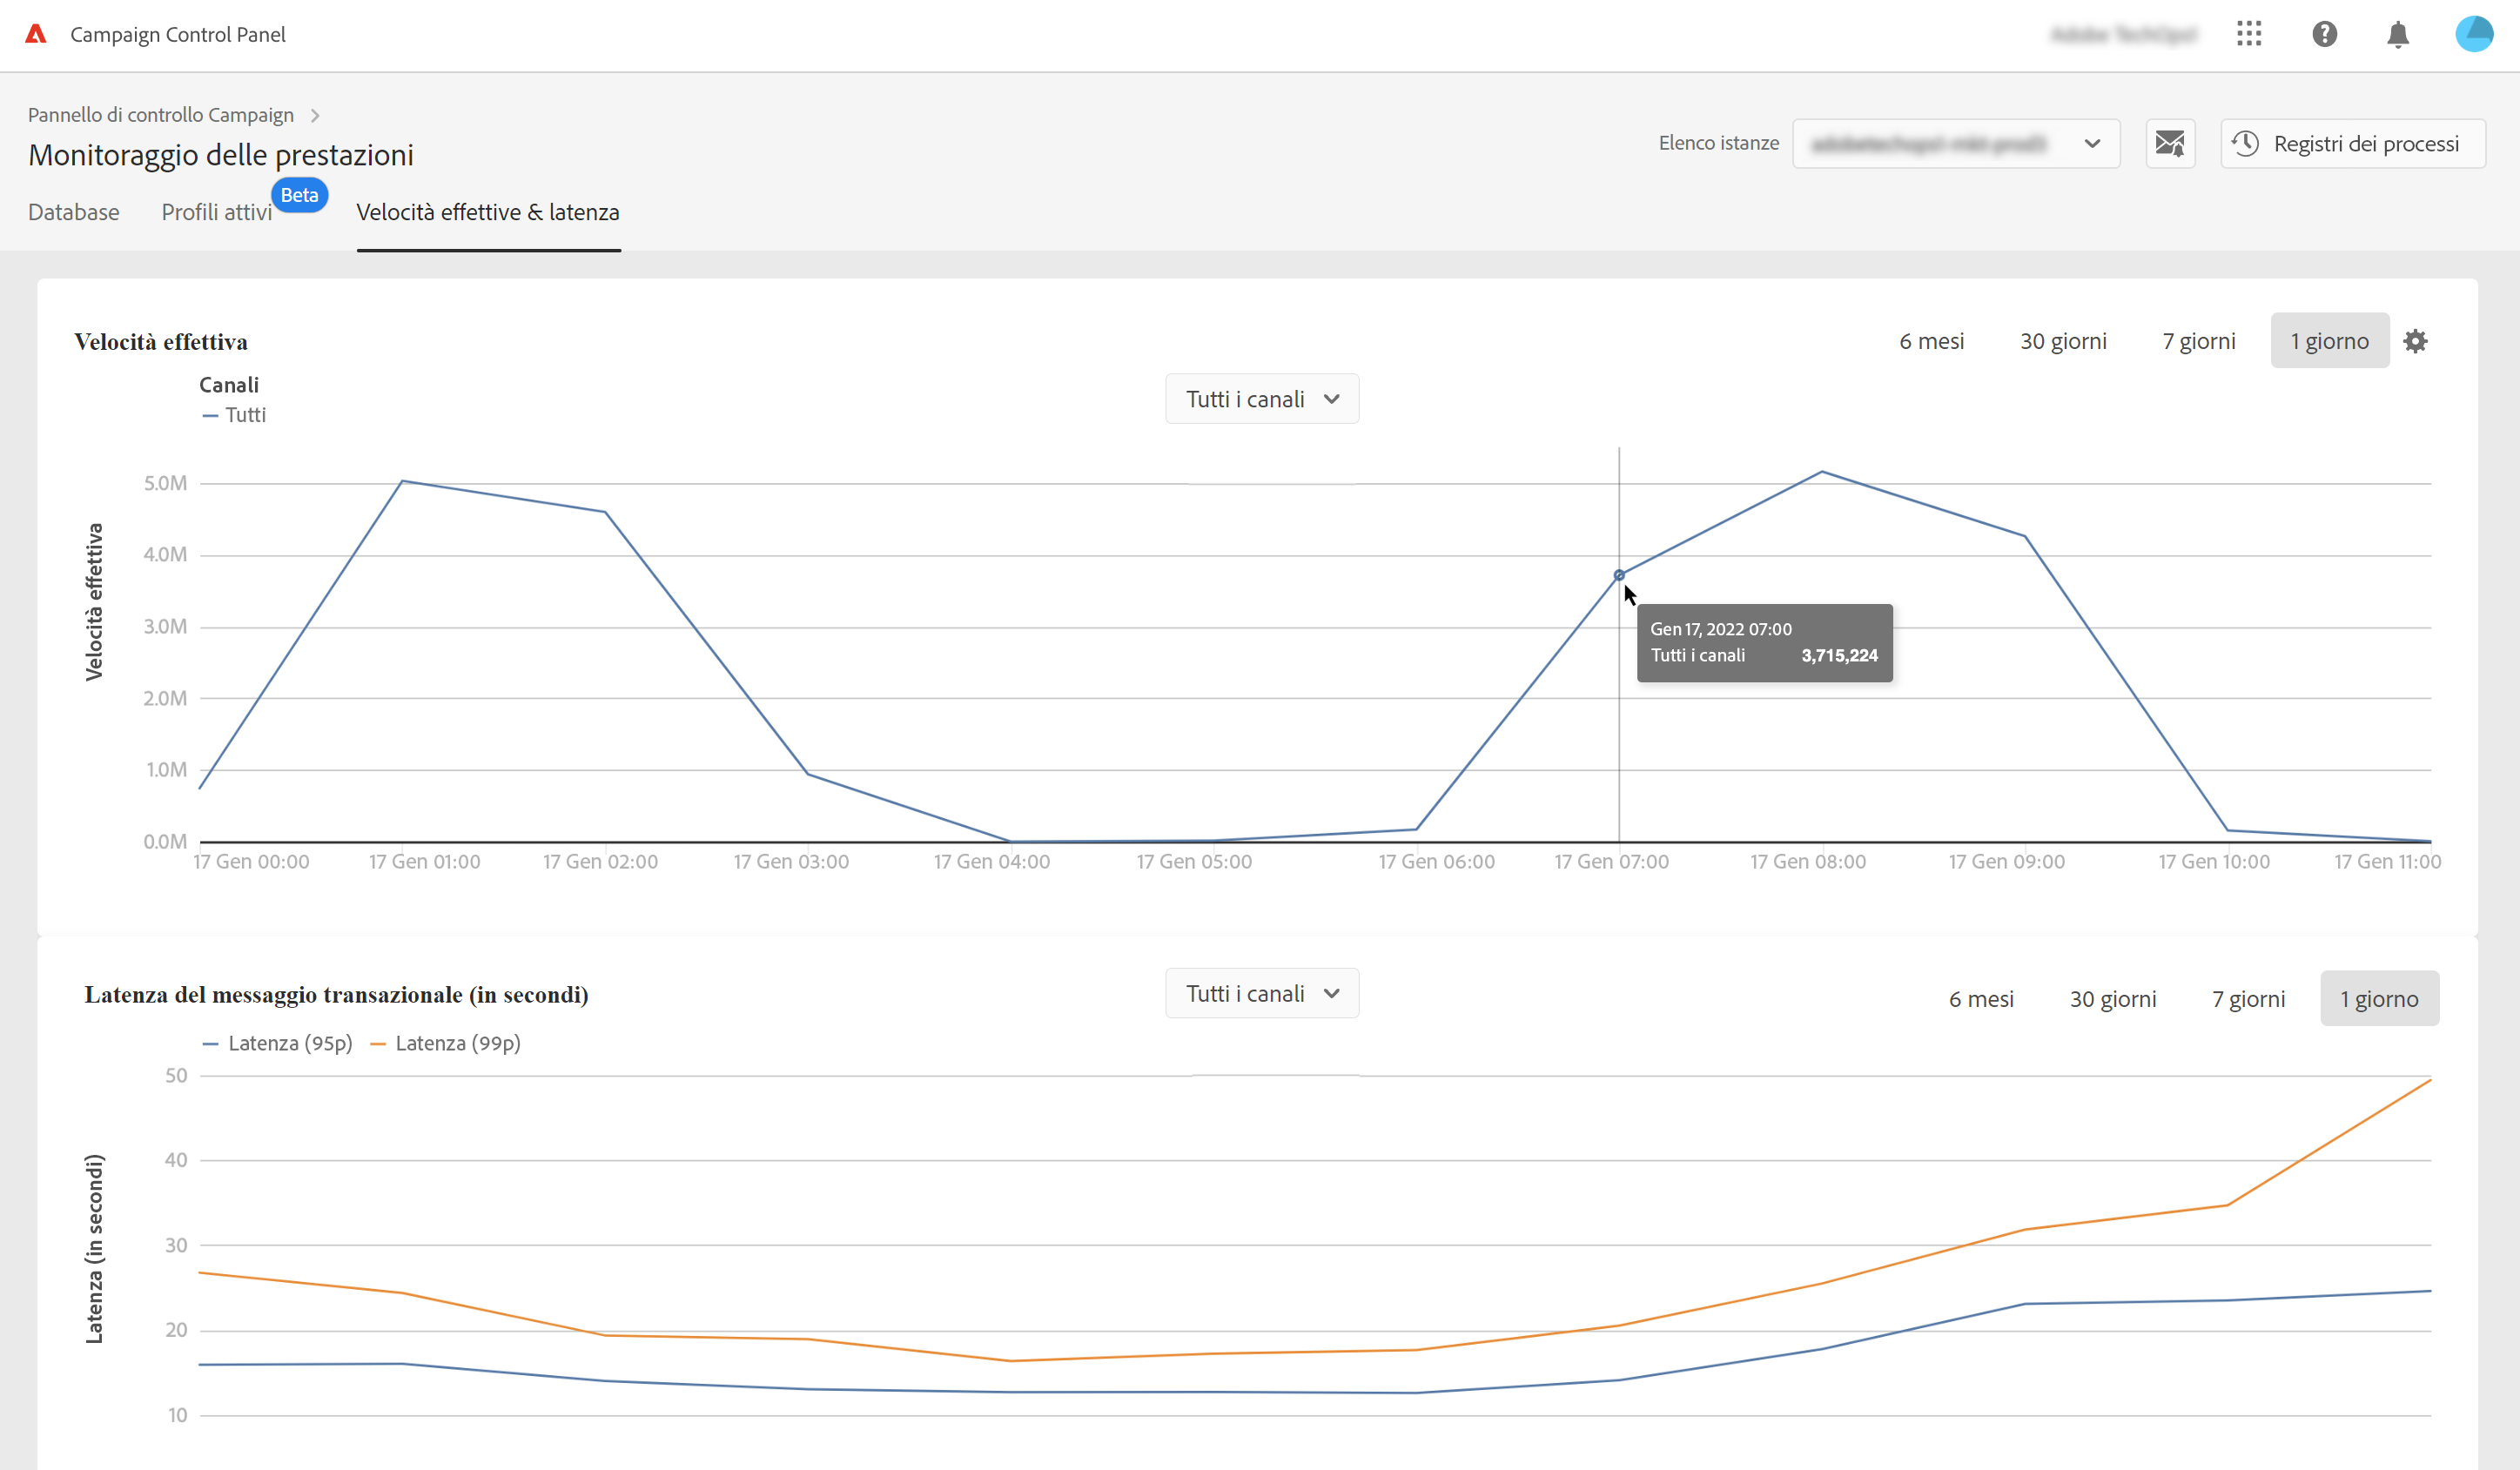 Campaign Control Panel
Pannello di controllo Campaign
Monitoraggio delle prestazioni
Elenco istanze
Registri dei processi
Database
Profili attivi
Beta
Velocità effettive & latenza
Velocità effettiva
6 mesi
30 giorni
7 giorni
1 giorno
Canali
Tutti
Tutti i canali
Velocità effettiva
5.0M
4.0M
3.0M
2.0M
1.0M
0.0M
Gen 17, 2022 07:00
Tutti i canali 3,715,224
17 Gen 00:00
17 Gen 01:00
17 Gen 02:00
17 Gen 03:00
17 Gen 04:00
17 Gen 05:00
17 Gen 06:00
17 Gen 07:00
17 Gen 08:00
17 Gen 09:00
17 Gen 10:00
17 Gen 11:00
Latenza del messaggio transazionale (in secondi)
Tutti i canali
6 mesi
30 giorni
7 giorni
1 giorno
Latenza (95p)
Latenza (99p)
Latenza (in secondi)
50
40
30
20
10